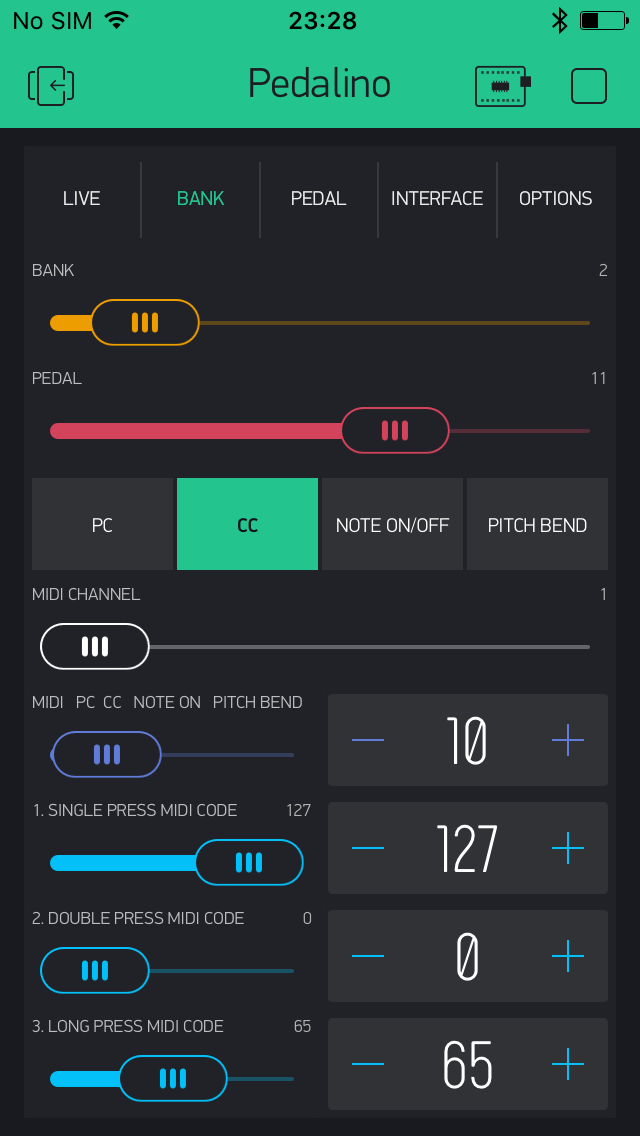 No SIM 23:28
Pedalino
LIVE BANK PEDAL INTERFACE OPTIONS
BANK 2
PEDAL 11
PC CC NOTE ON/OFF PITCH BEND
MIDI CHANNEL 1
MIDI PC CC NOTE ON PITCH BEND
— 10 +
1. SINGLE PRESS MIDI CODE 127
— 127 +
2. DOUBLE PRESS MIDI CODE 0
— 0 +
3. LONG PRESS MIDI CODE 65
— 65 +